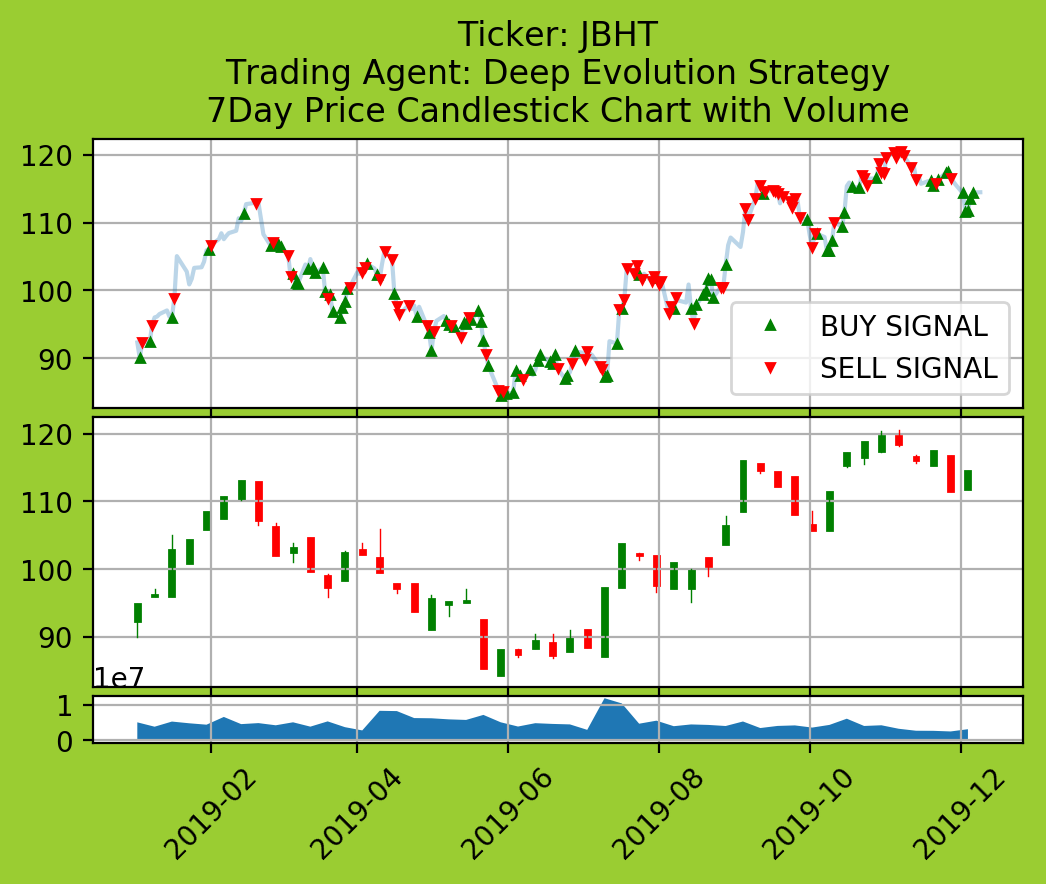 Ticker: JBHT
Trading Agent: Deep Evolution Strategy
7Day Price Candlestick Chart with Volume
120
110
100
90
BUY SIGNAL
SELL SIGNAL
120
110
100
90
1e7
1
0
2019-02
2019-04
2019-06
2019-08
2019-10
2019-12